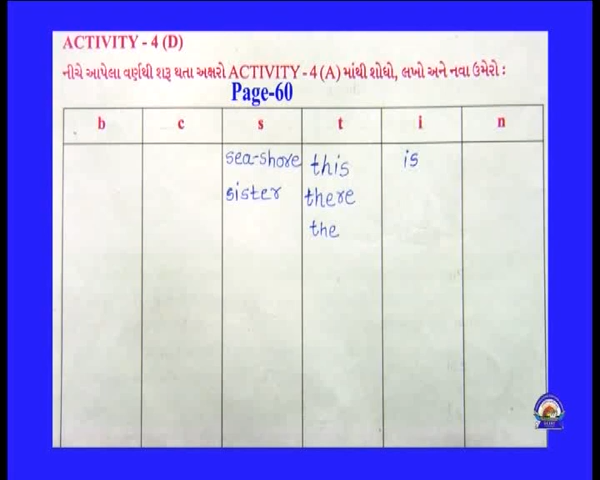 ACTIVITY - 4 (D)
નીચે આપેલા વર્ણથી શરૂ થતા અક્ષરો ACTIVITY - 4 (A) માંથી શોધો, લખો અને નવા ઉમેરો :
Page-60
b c s t i n
sea-shore this is
sister there
the